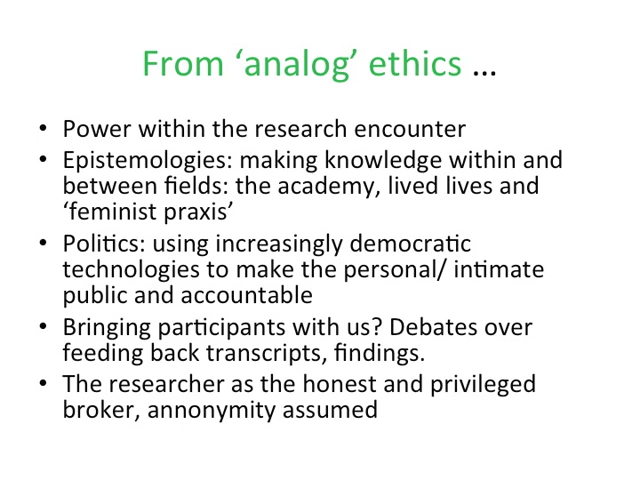 From ‘analog’ ethics ...
• Power within the research encounter
• Epistemologies: making knowledge within and
between fields: the academy, lived lives and
‘feminist praxis’
• Politics: using increasingly democratic
technologies to make the personal/ intimate
public and accountable
• Bringing participants with us? Debates over
feeding back transcripts, findings.
• The researcher as the honest and privileged
broker, annonymity assumed